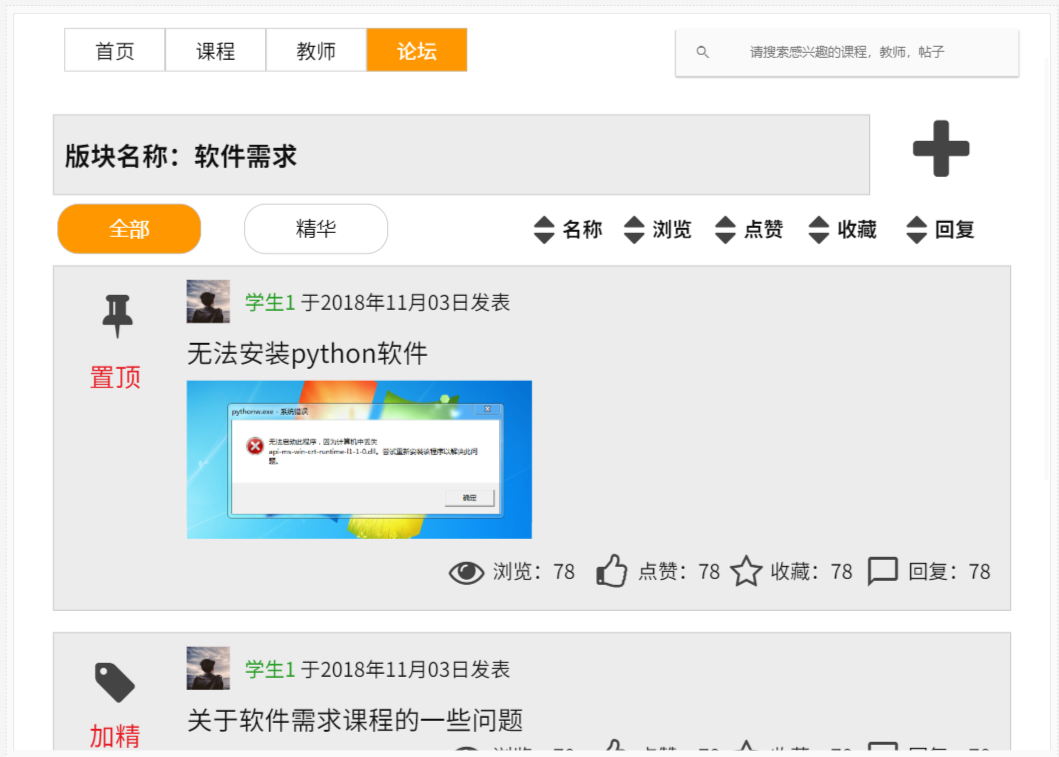 首页 课程 教师 论坛
请搜索感兴趣的课程，教师，帖子
版块名称：软件需求
全部 精华 名称 浏览 点赞 收藏 回复
学生1 于2018年11月03日发表
置顶
无法安装python软件
pythonw.exe - 系统错误
无法启动此程序，因为计算机中丢失
api-ms-win-crt-runtime-l1-1-0.dll。尝试重新安装该程序以解决此问
题。
确定
浏览：78 点赞：78 收藏：78 回复：78
学生1 于2018年11月03日发表
关于软件需求课程的一些问题
加精